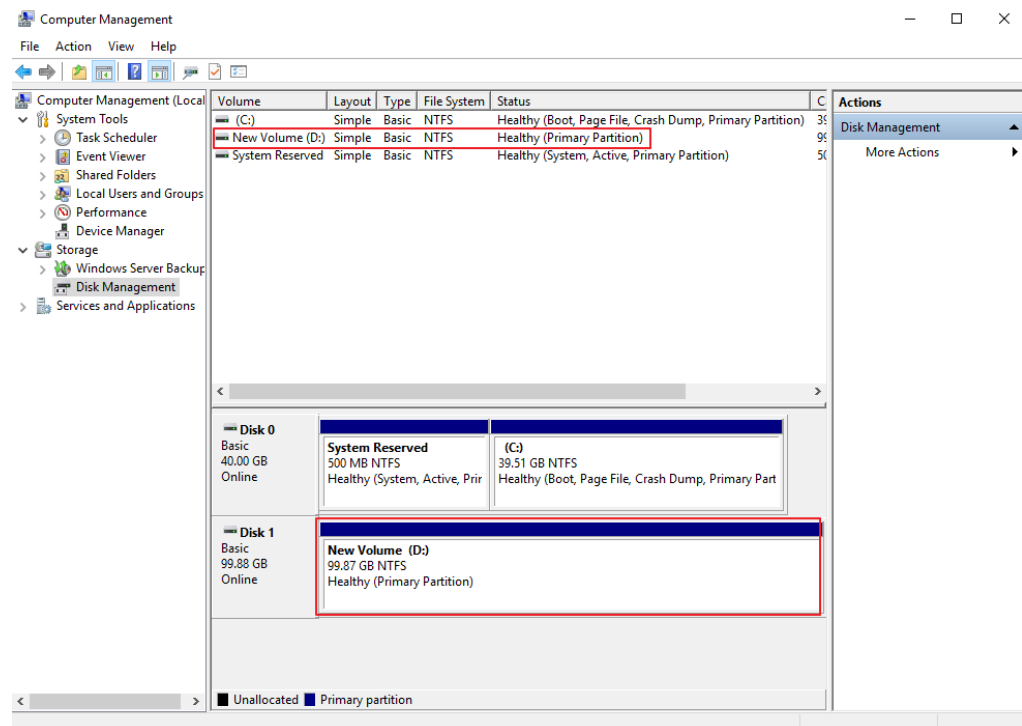 Computer Management
File Action View Help
Computer Management (Local
System Tools
Task Scheduler
Event Viewer
Shared Folders
Local Users and Groups
Performance
Device Manager
Storage
Windows Server Backup
Disk Management
Services and Applications
Volume Layout Type File System Status C
(C:) Simple Basic NTFS Healthy (Boot, Page File, Crash Dump, Primary Partition) 39
New Volume (D:) Simple Basic NTFS Healthy (Primary Partition) 99
System Reserved Simple Basic NTFS Healthy (System, Active, Primary Partition) 50
Disk 0
Basic
40.00 GB
Online
System Reserved
500 MB NTFS
Healthy (System, Active, Prir
(C:)
39.51 GB NTFS
Healthy (Boot, Page File, Crash Dump, Primary Part
Disk 1
Basic
99.88 GB
Online
New Volume (D:)
99.87 GB NTFS
Healthy (Primary Partition)
Unallocated Primary partition
Actions
Disk Management
More Actions